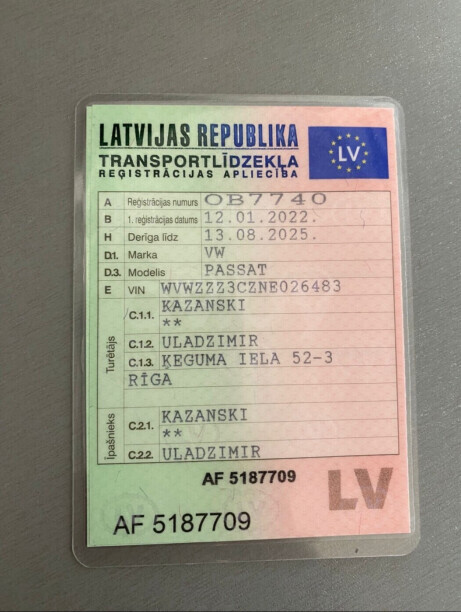 LATVIJAS REPUBLIKA
TRANSPORTLĪDZEKĻA
REĢISTRĀCIJAS APLIECĪBA
LV
A Reģistrācijas numurs OB7740
B 1. reģistrācijas datums 12.01.2022.
H Derīga līdz 13.08.2025.
D.1. Marka VW
D.3. Modelis PASSAT
E VIN WVWZZZ3CZNE026483
Turētājs
C.1.1. KAZANSKI
**
C.1.2. ULADZIMIR
C.1.3. ĶEGUMA IELA 52-3
RĪGA
Īpašnieks
C.2.1. KAZANSKI
**
C.2.2. ULADZIMIR
AF 5187709
LV
AF 5187709